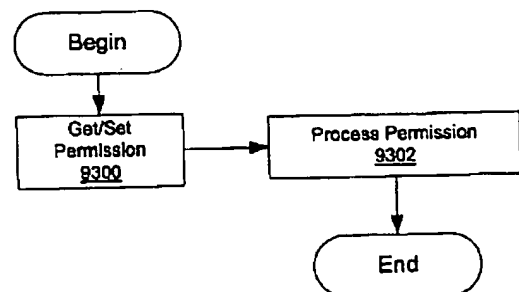 Begin
Get/Set
Permission
9300
Process Permission
9302
End